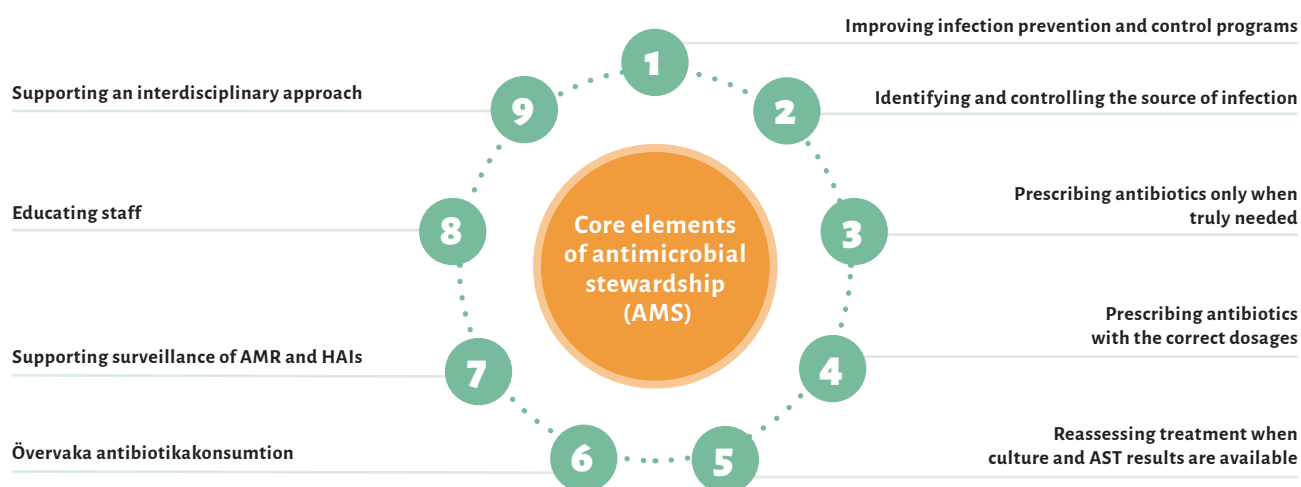 Core elements
of antimicrobial
stewardship
(AMS)
1
Improving infection prevention and control programs
2
Identifying and controlling the source of infection
3
Prescribing antibiotics only when
truly needed
4
Prescribing antibiotics
with the correct dosages
5
Reassessing treatment when
culture and AST results are available
6
Övervaka antibiotikakonsumtion
7
Supporting surveillance of AMR and HAIs
8
Educating staff
9
Supporting an interdisciplinary approach